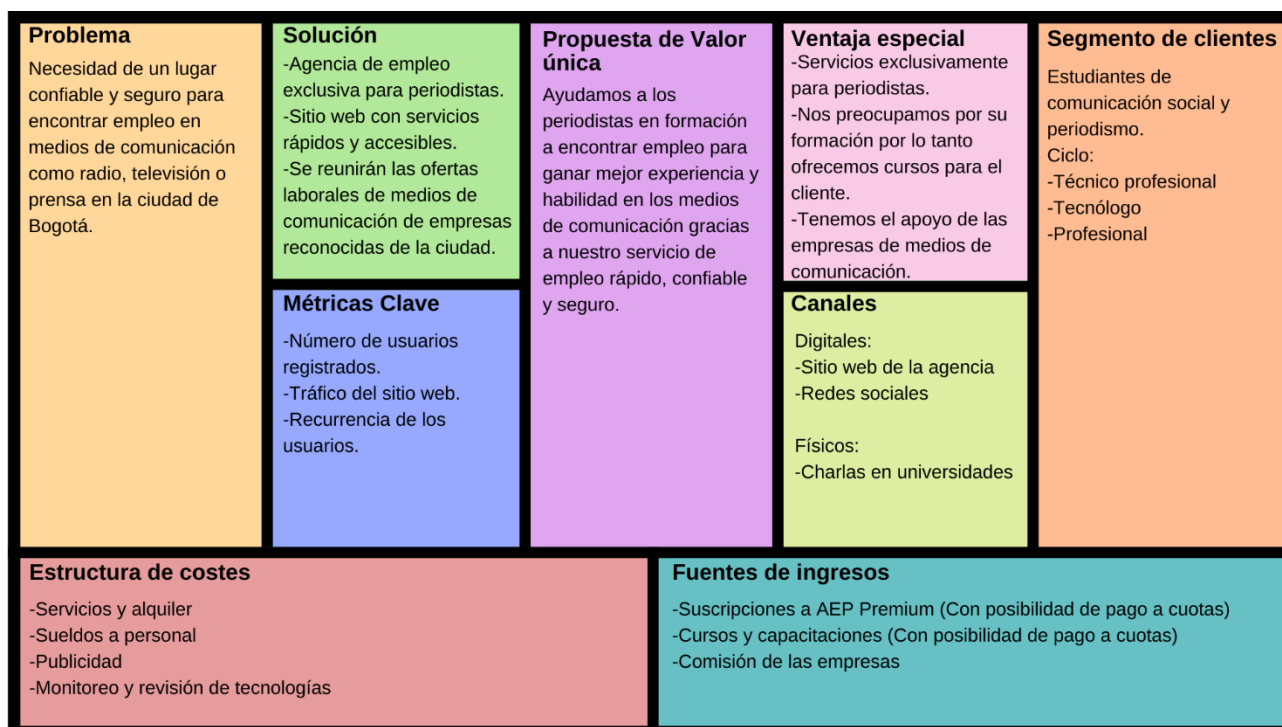 Problema
Necesidad de un lugar
confiable y seguro para
encontrar empleo en
medios de comunicación
como radio, televisión o
prensa en la ciudad de
Bogotá.
Solución
-Agencia de empleo
exclusiva para periodistas.
-Sitio web con servicios
rápidos y accesibles.
-Se reunirán las ofertas
laborales de medios de
comunicación de empresas
reconocidas de la ciudad.
Métricas Clave
-Número de usuarios
registrados.
-Tráfico del sitio web.
-Recurrencia de los
usuarios.
Propuesta de Valor
única
Ayudamos a los
periodistas en formación
a encontrar empleo para
ganar mejor experiencia y
habilidad en los medios
de comunicación gracias
a nuestro servicio de
empleo rápido, confiable
y seguro.
Ventaja especial
-Servicios exclusivamente
para periodistas.
-Nos preocupamos por su
formación por lo tanto
ofrecemos cursos para el
cliente.
-Tenemos el apoyo de las
empresas de medios de
comunicación.
Canales
Digitales:
-Sitio web de la agencia
-Redes sociales
Físicos:
-Charlas en universidades
Segmento de clientes
Estudiantes de
comunicación social y
periodismo.
Ciclo:
-Técnico profesional
-Tecnólogo
-Profesional
Estructura de costes
-Servicios y alquiler
-Sueldos a personal
-Publicidad
-Monitoreo y revisión de tecnologías
Fuentes de ingresos
-Suscripciones a AEP Premium (Con posibilidad de pago a cuotas)
-Cursos y capacitaciones (Con posibilidad de pago a cuotas)
-Comisión de las empresas